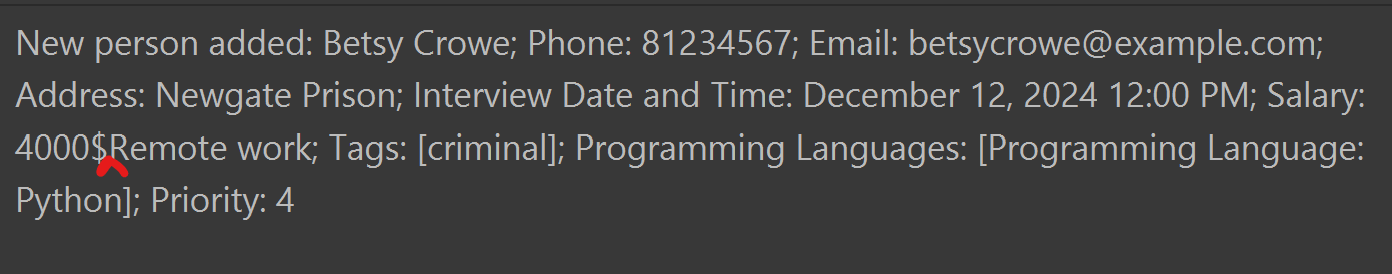 New person added: Betsy Crowe; Phone: 81234567; Email: betsycrowe@example.com;
Address: Newgate Prison; Interview Date and Time: December 12, 2024 12:00 PM; Salary:
4000$Remote work; Tags: [criminal]; Programming Languages: [Programming Language:
Python]; Priority: 4